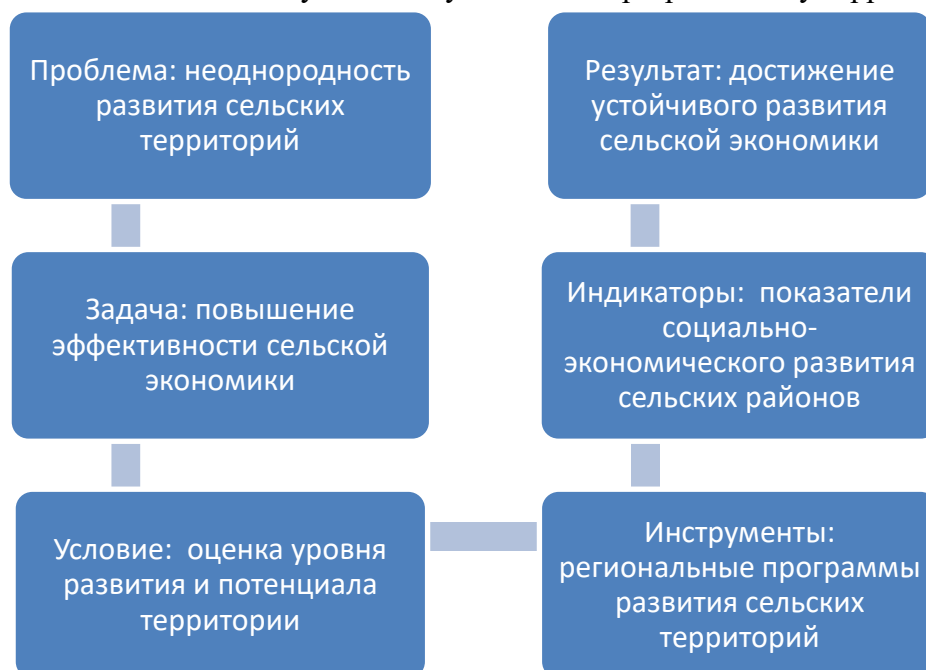 Проблема: неоднородность
развития сельских
территорий
Задача: повышение
эффективности сельской
экономики
Условие: оценка уровня
развития и потенциала
территории
Инструменты:
региональные программы
развития сельских
территорий
Индикаторы: показатели
социально-
экономического развития
сельских районов
Результат: достижение
устойчивого развития
сельской экономики